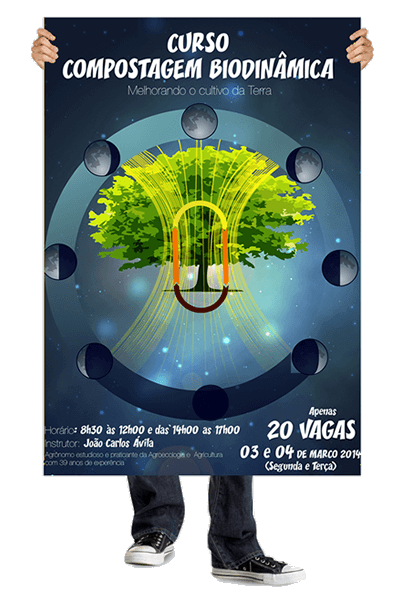 CURSO
COMPOSTAGEM BIODINÂMICA
Melhorando o cultivo da Terra
Horário: 8h30 às 12h00 e das 14h00 as 17h00
Instrutor: João Carlos Ávila
Agrônomo estudioso e praticante da Agroecologia e Agricultura
com 39 anos de experência
Apenas
20 VAGAS
03 e 04 DE MARCO 2014
(Segunda e Terça)